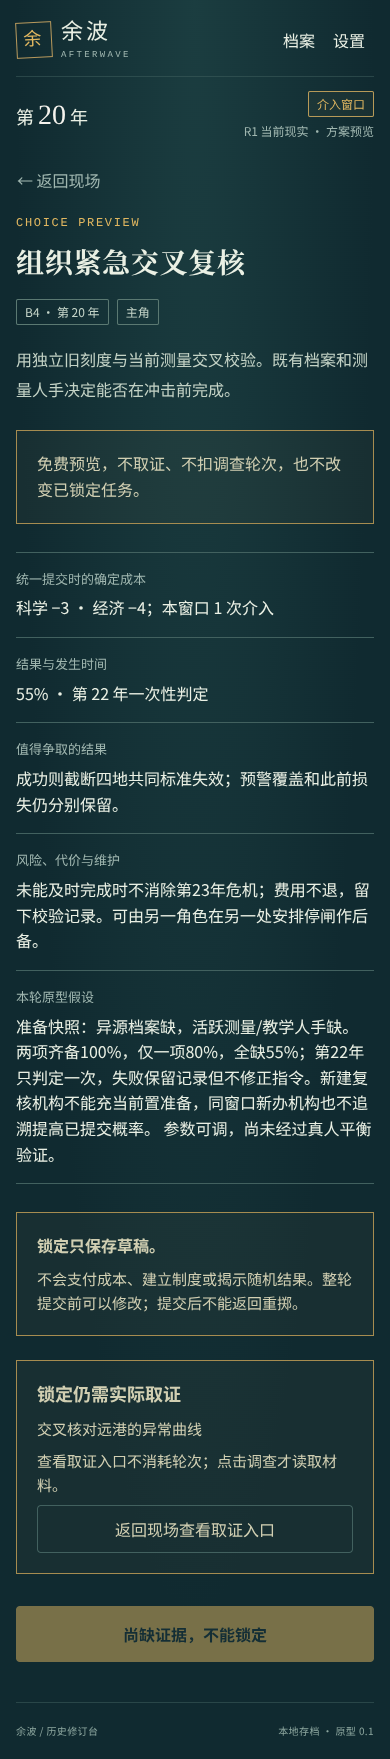 余
余波
AFTERWAVE
档案 设置
第 20 年
介入窗口
R1 当前现实 · 方案预览
← 返回现场
CHOICE PREVIEW
组织紧急交叉复核
B4 · 第 20 年
主角
用独立旧刻度与当前测量交叉校验。既有档案和测
量人手决定能否在冲击前完成。
免费预览，不取证、不扣调查轮次，也不改
变已锁定任务。
统一提交时的确定成本
科学 −3 · 经济 −4；本窗口 1 次介入
结果与发生时间
55% · 第 22 年一次性判定
值得争取的结果
成功则截断四地共同标准失效；预警覆盖和此前损
失仍分别保留。
风险、代价与维护
未能及时完成时不消除第23年危机；费用不退，留
下校验记录。可由另一角色在另一处安排停闸作后
备。
本轮原型假设
准备快照：异源档案缺，活跃测量/教学人手缺。
两项齐备100%，仅一项80%，全缺55%；第22年
只判定一次，失败保留记录但不修正指令。新建复
核机构不能充当前置准备，同窗口新办机构也不追
溯提高已提交概率。 参数可调，尚未经过真人平衡
验证。
锁定只保存草稿。
不会支付成本、建立制度或揭示随机结果。整轮
提交前可以修改；提交后不能返回重掷。
锁定仍需实际取证
交叉核对远港的异常曲线
查看取证入口不消耗轮次；点击调查才读取材
料。
返回现场查看取证入口
尚缺证据，不能锁定
余波 / 历史修订台
本地存档 · 原型 0.1